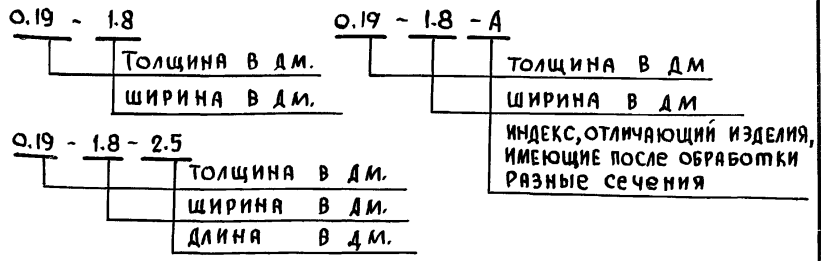 0.19 - 1.8
ТОЛЩИНА В ДМ.
ШИРИНА В ДМ.
0.19 - 1.8 - А
ТОЛЩИНА В ДМ
ШИРИНА В ДМ
ИНДЕКС, ОТЛИЧАЮЩИЙ ИЗДЕЛИЯ,
ИМЕЮЩИЕ ПОСЛЕ ОБРАБОТКИ
РАЗНЫЕ СЕЧЕНИЯ
0.19 - 1.8 - 2.5
ТОЛЩИНА В ДМ.
ШИРИНА В ДМ.
ДЛИНА В ДМ.